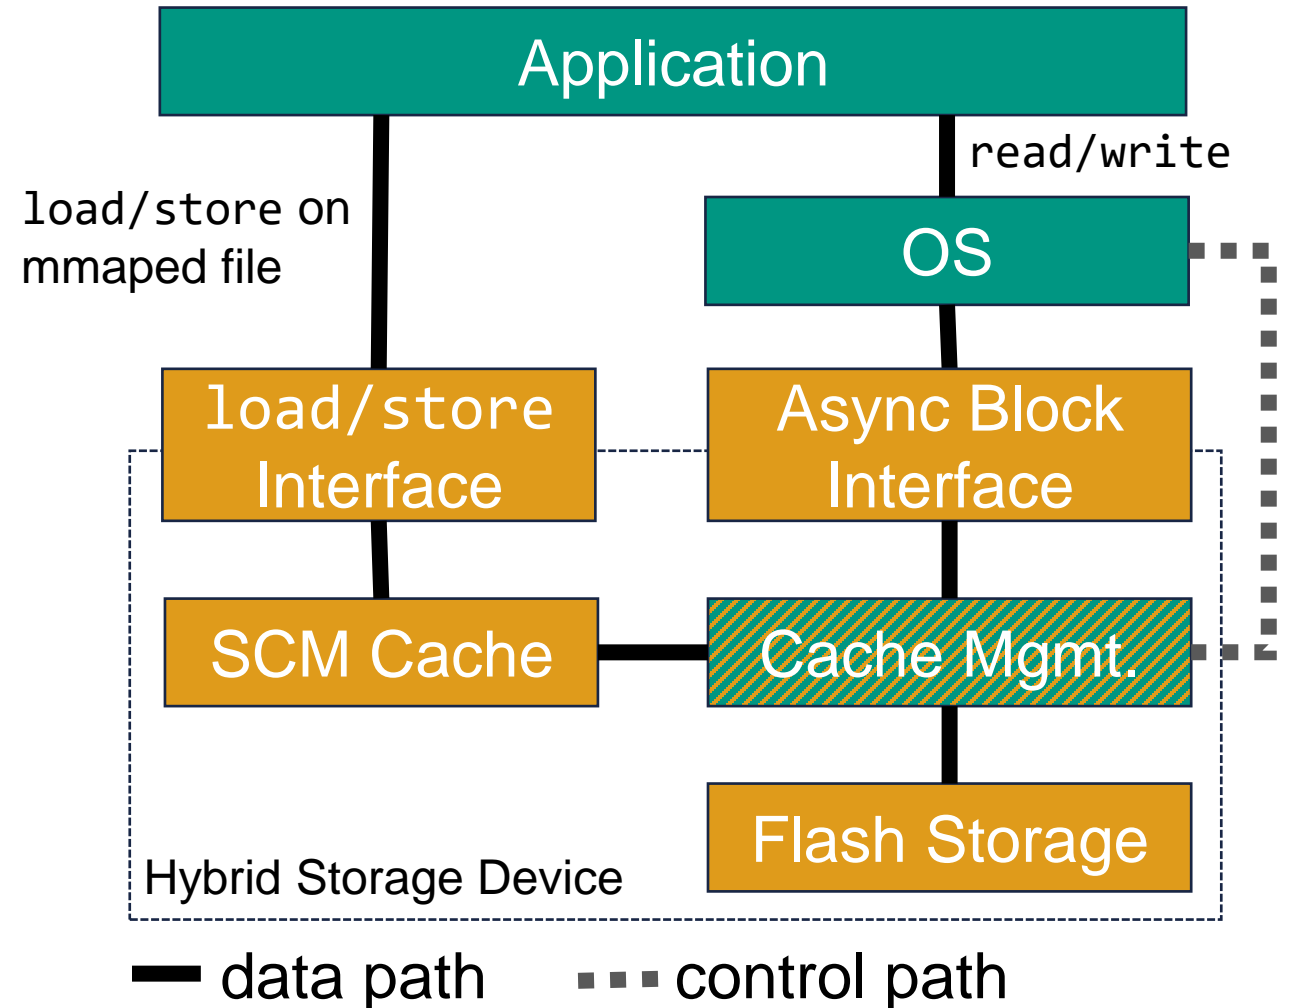 Application
read/write
load/store on
mmaped file
OS
load/store
Interface
Async Block
Interface
SCM Cache
Cache Mgmt.
Flash Storage
Hybrid Storage Device
data path
control path